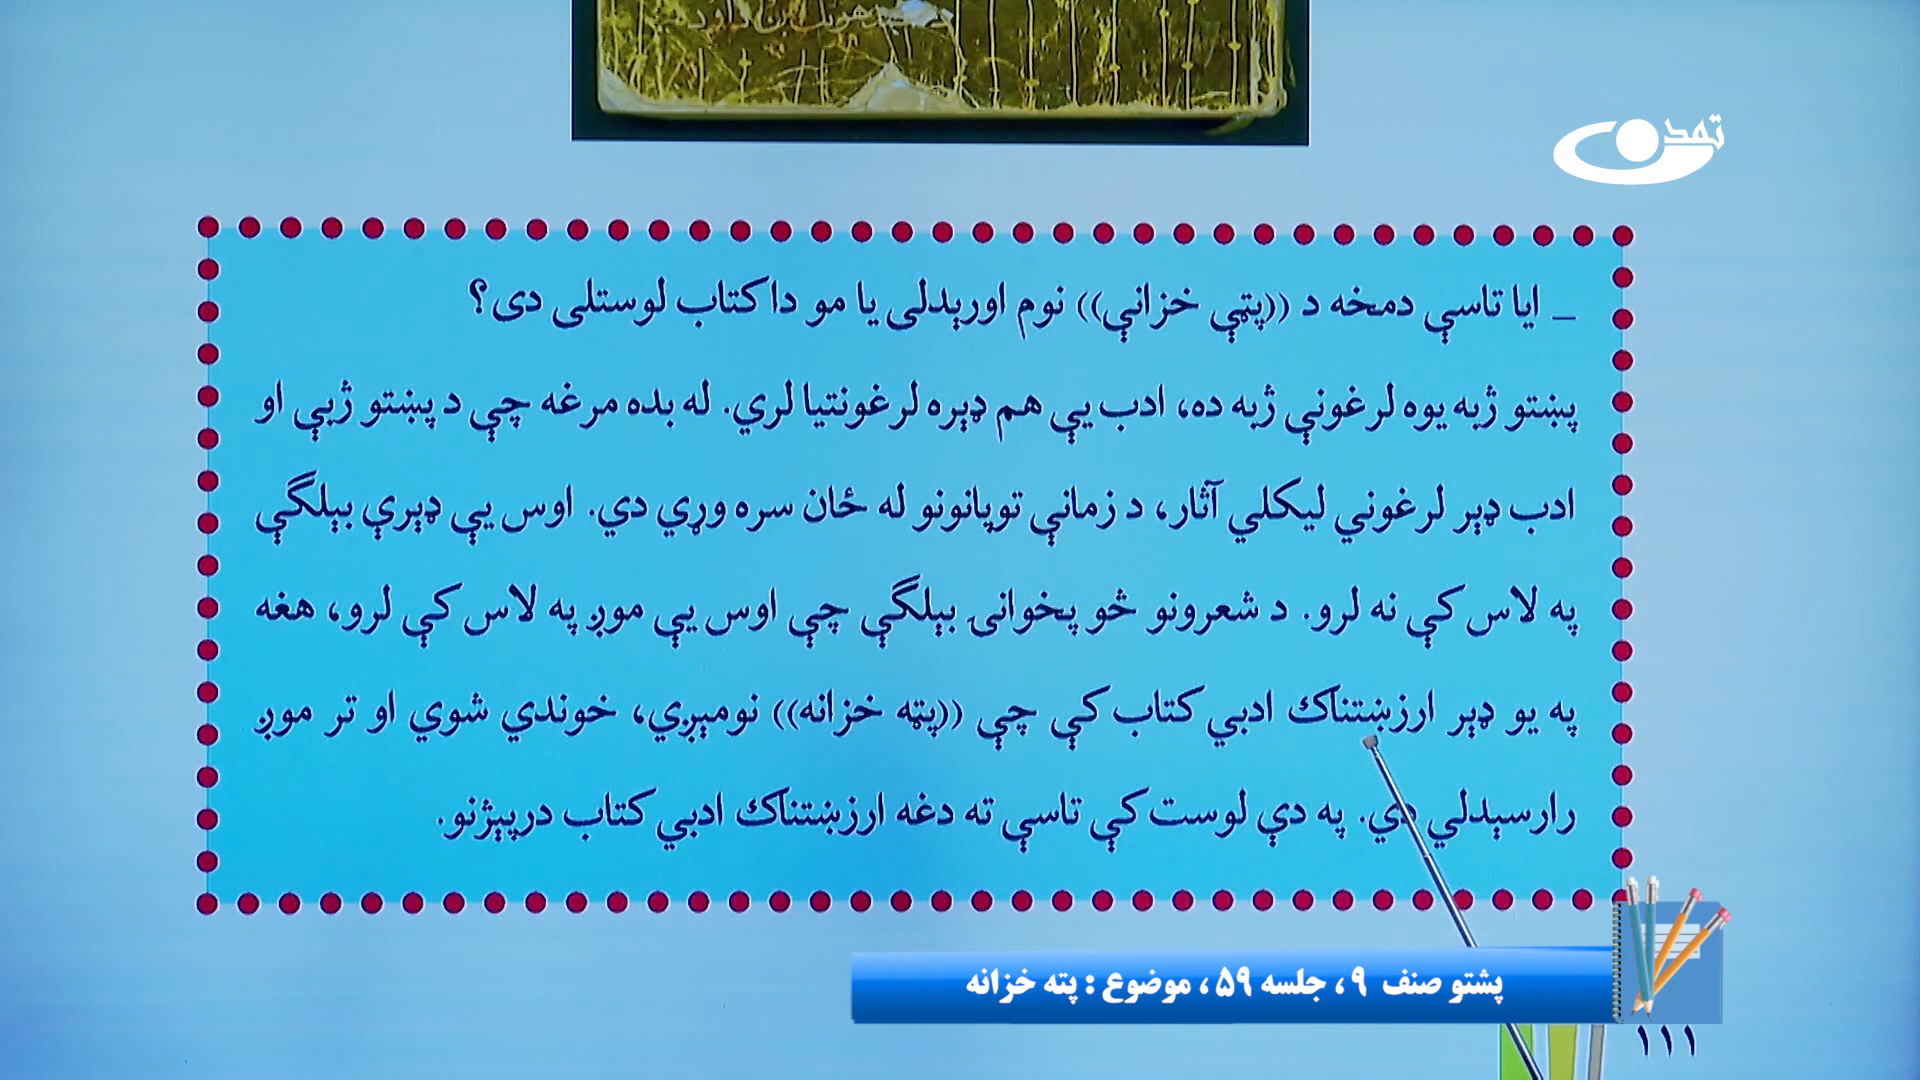 تمدن
_ ایا تاسې دمخه د ((پټې خزانې)) نوم اورېدلی یا مو دا کتاب لوستلی دی؟
پښتو ژبه یوه لرغونې ژبه ده، ادب یې هم ډېره لرغونتیا لري. له بده مرغه چې د پښتو ژبې او
ادب ډېر لرغوني لیکلي آثار، د زمانې توپانونو له ځان سره وړي دي. اوس یې ډېرې بېلګې
په لاس کې نه لرو. د شعرونو څو پخوانۍ بېلګې چې اوس یې موږ په لاس کې لرو، هغه
په یو ډېر ارزښتناک ادبي کتاب کې چې ((پټه خزانه)) نومېږي، خوندي شوي او تر موږ
رارسېدلي دي. په دې لوست کې تاسې ته دغه ارزښتناک ادبي کتاب درپېژنو.
پشتو صنف ۹ ، جلسه ۵۹ ، موضوع : پته خزانه
۱۱۱